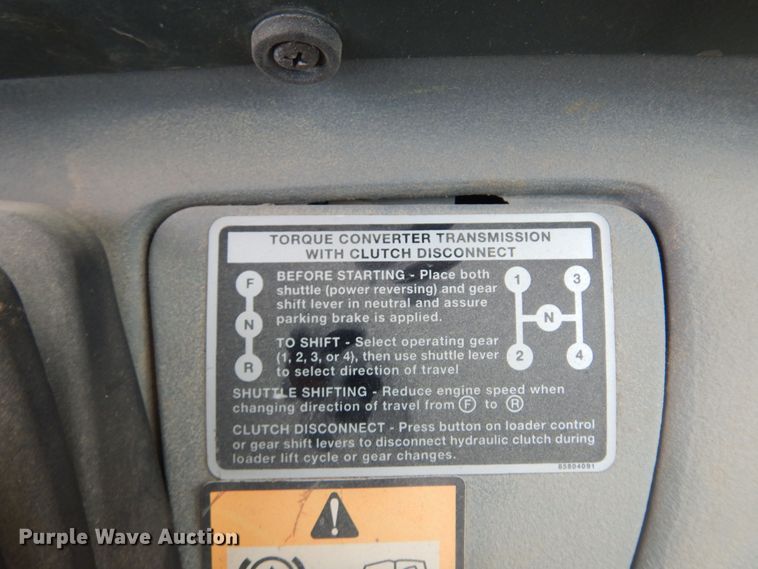 TORQUE CONVERTER TRANSMISSION
WITH CLUTCH DISCONNECT
F
N
R
BEFORE STARTING - Place both
shuttle (power reversing) and gear
shift lever in neutral and assure
parking brake is applied.
TO SHIFT - Select operating gear
(1, 2, 3, or 4), then use shuttle lever
to select direction of travel
1
3
N
2
4
SHUTTLE SHIFTING - Reduce engine speed when
changing direction of travel from F to R
CLUTCH DISCONNECT - Press button on loader control
or gear shift levers to disconnect hydraulic clutch during
loader lift cycle or gear changes.
85804091
Purple Wave Auction